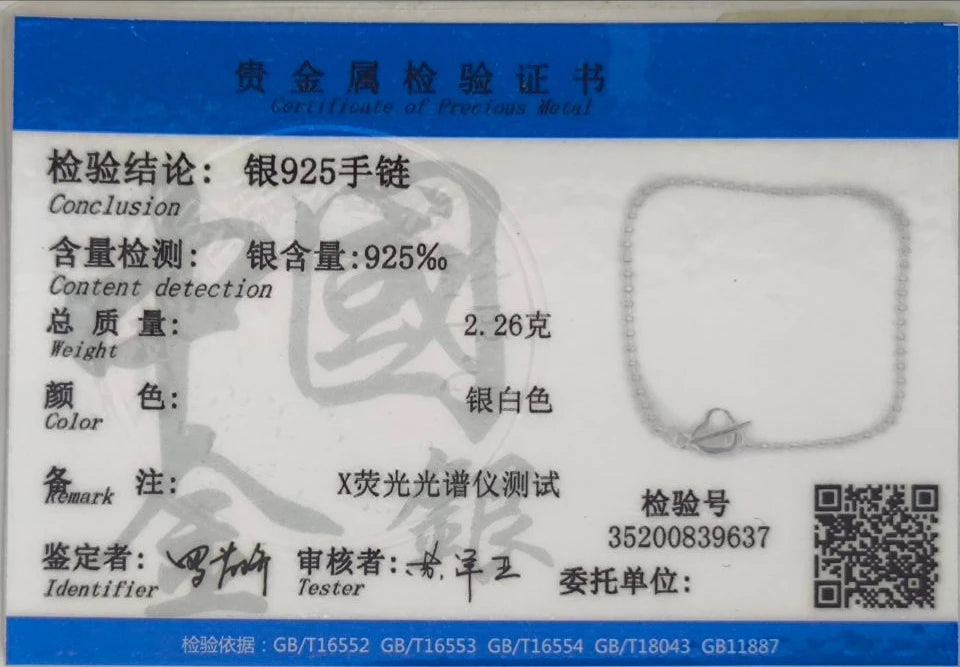 贵金属检验证书
Certificate of Precious Metal
检验结论: 银925手链
Conclusion
含量检测: 银含量:925‰
Content detection
总质量: 2.26克
Weight
颜色: 银白色
Color
备注: X荧光光谱仪测试
Remark
检验号
35200839637
鉴定者: 审核者:
Identifier Tester
委托单位:
中國
金銀
检验依据：GB/T16552 GB/T16553 GB/T16554 GB/T18043 GB11887